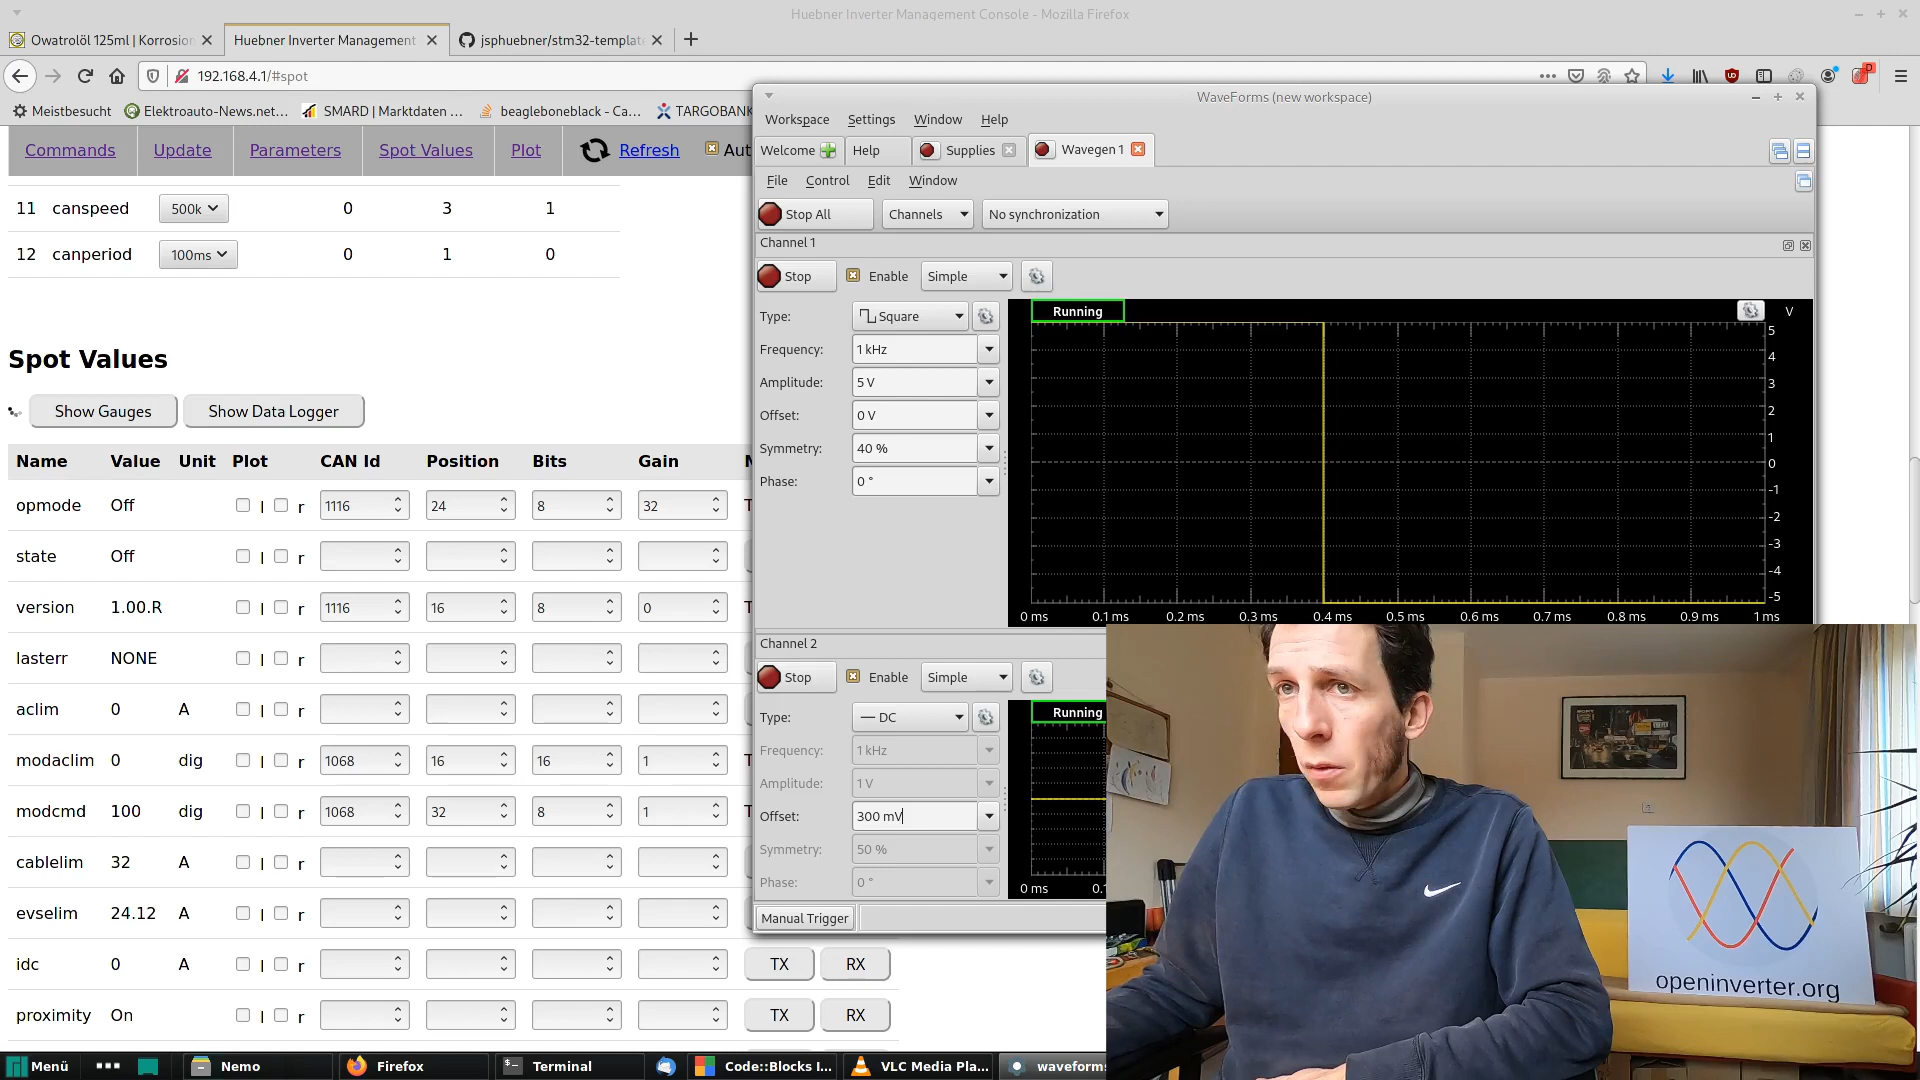 Huebner Inverter Management Console - Mozilla Firefox
Owatrolöl 125ml | Korrosion
Huebner Inverter Management
jsphuebner/stm32-template
192.168.4.1/#spot
Meistbesucht
Elektroauto-News.net...
SMARD | Marktdaten ...
beagleboneblack - Ca...
TARGOBANK
Commands
Update
Parameters
Spot Values
Plot
Refresh
11 canspeed 500k 0 3 1
12 canperiod 100ms 0 1 0
Spot Values
Show Gauges
Show Data Logger
Name Value Unit Plot CAN Id Position Bits Gain
opmode Off l r 1116 24 8 32
state Off l r
version 1.00.R l r 1116 16 8 0
lasterr NONE l r
aclim 0 A l r
modaclim 0 dig l r 1068 16 16 1
modcmd 100 dig l r 1068 32 8 1
cablelim 32 A l r
evselim 24.12 A l r
idc 0 A l r TX RX
proximity On l r TX RX
WaveForms (new workspace)
Workspace Settings Window Help
Welcome Help Supplies Wavegen 1
File Control Edit Window
Stop All Channels No synchronization
Channel 1
Stop Enable Simple
Type: Square
Frequency: 1 kHz
Amplitude: 5 V
Offset: 0 V
Symmetry: 40 %
Phase: 0 °
Running
V
5
4
3
2
1
0
-1
-2
-3
-4
-5
0 ms 0.1 ms 0.2 ms 0.3 ms 0.4 ms 0.5 ms 0.6 ms 0.7 ms 0.8 ms 0.9 ms 1 ms
Channel 2
Stop Enable Simple
Type: DC
Frequency: 1 kHz
Amplitude: 1 V
Offset: 300 mV
Symmetry: 50 %
Phase: 0 °
Running
0 ms
Manual Trigger
openinverter.org
Menü
Nemo
Firefox
Terminal
Code::Blocks I...
VLC Media Pla...
waveforms